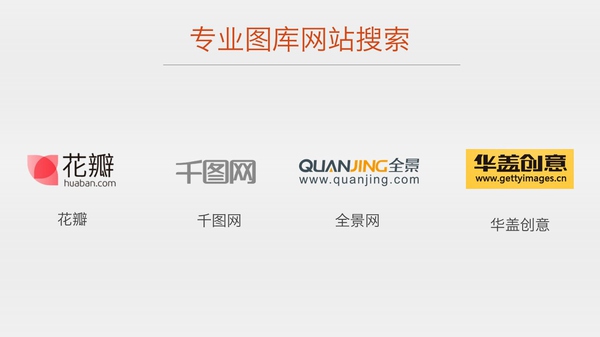 专业图库网站搜索
花瓣
huaban.com
千图网
QUANJING全景
www.quanjing.com
华盖创意
www.gettyimages.cn
花瓣
千图网
全景网
华盖创意